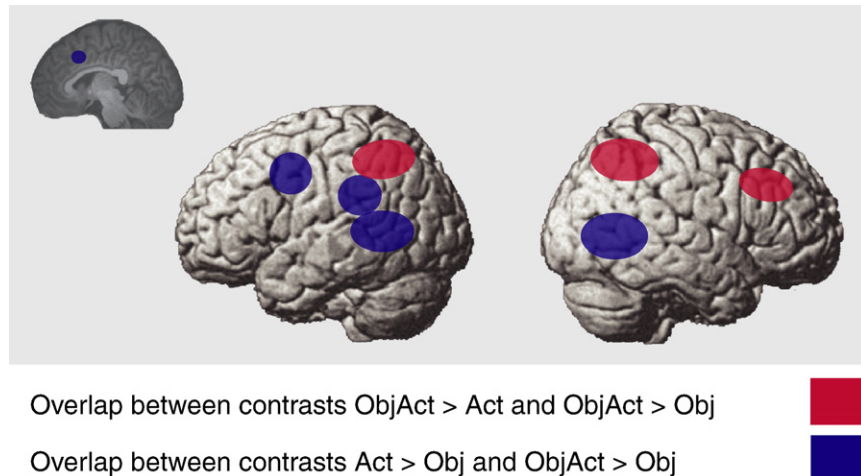 Overlap between contrasts ObjAct > Act and ObjAct > Obj
Overlap between contrasts Act > Obj and ObjAct > Obj